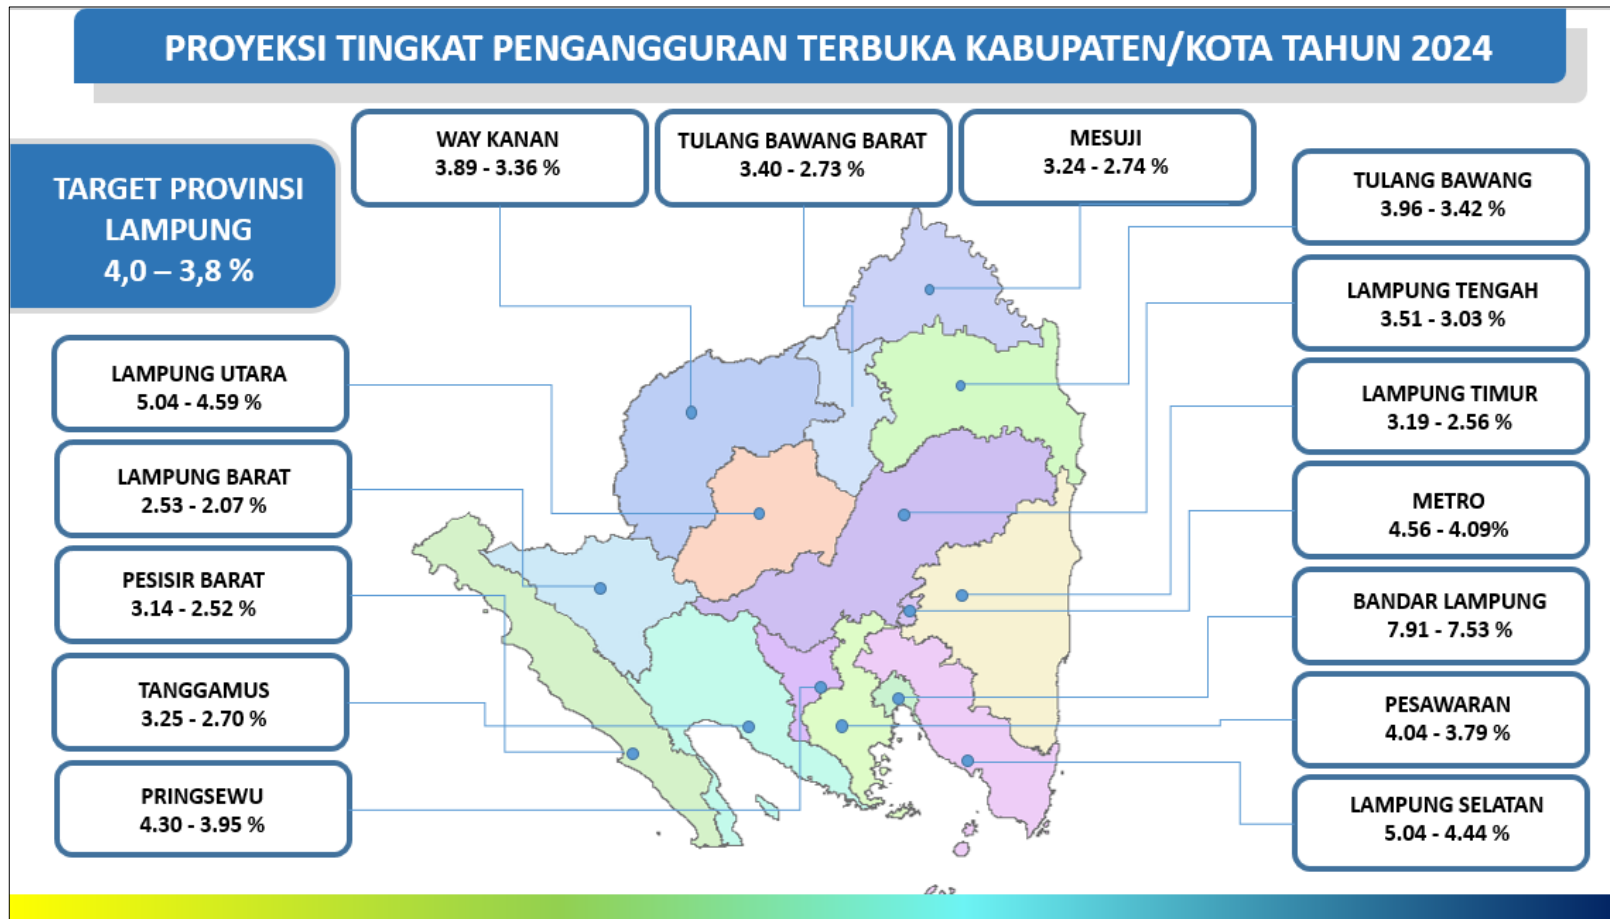 PROYEKSI TINGKAT PENGANGGURAN TERBUKA KABUPATEN/KOTA TAHUN 2024
TARGET PROVINSI
LAMPUNG
4,0 – 3,8 %
WAY KANAN
3.89 - 3.36 %
TULANG BAWANG BARAT
3.40 - 2.73 %
MESUJI
3.24 - 2.74 %
LAMPUNG UTARA
5.04 - 4.59 %
LAMPUNG BARAT
2.53 - 2.07 %
PESISIR BARAT
3.14 - 2.52 %
TANGGAMUS
3.25 - 2.70 %
PRINGSEWU
4.30 - 3.95 %
TULANG BAWANG
3.96 - 3.42 %
LAMPUNG TENGAH
3.51 - 3.03 %
LAMPUNG TIMUR
3.19 - 2.56 %
METRO
4.56 - 4.09%
BANDAR LAMPUNG
7.91 - 7.53 %
PESAWARAN
4.04 - 3.79 %
LAMPUNG SELATAN
5.04 - 4.44 %